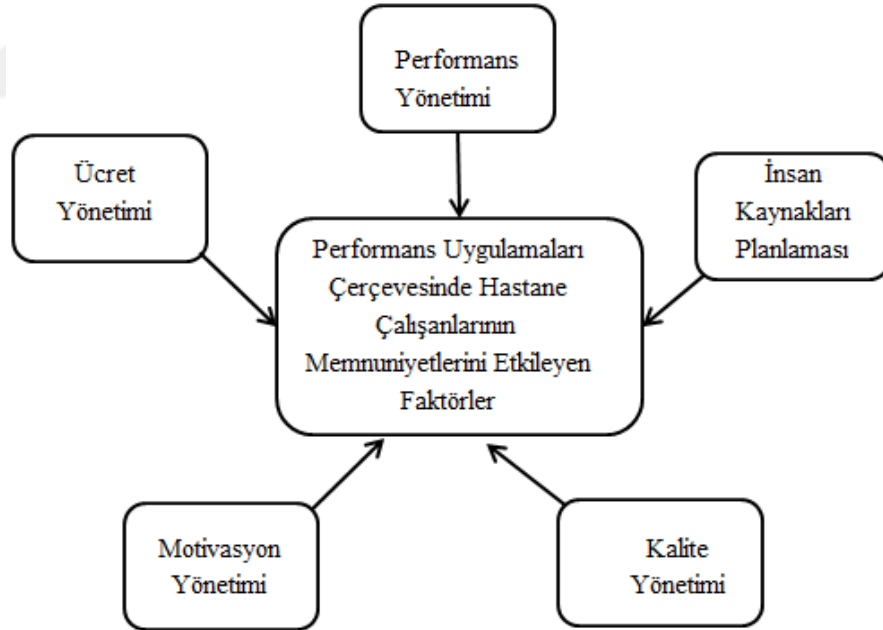 Performans
Yönetimi
Ücret
Yönetimi
İnsan
Kaynakları
Planlaması
Performans Uygulamaları
Çerçevesinde Hastane
Çalışanlarının
Memnuniyetlerini Etkileyen
Faktörler
Motivasyon
Yönetimi
Kalite
Yönetimi